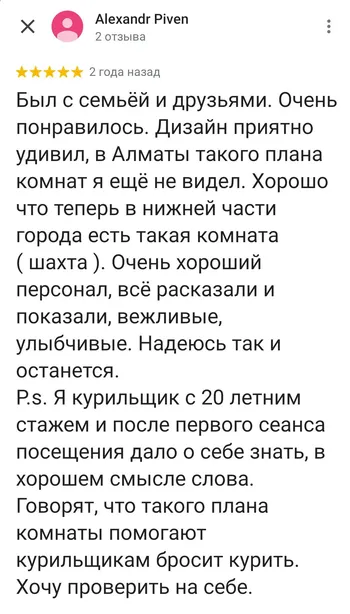 Alexandr Piven
2 отзыва
2 года назад
Был с семьёй и друзьями. Очень
понравилось. Дизайн приятно
удивил, в Алматы такого плана
комнат я ещё не видел. Хорошо
что теперь в нижней части
города есть такая комната
( шахта ). Очень хороший
персонал, всё расказали и
показали, вежливые,
улыбчивые. Надеюсь так и
останется.
P.s. Я курильщик с 20 летним
стажем и после первого сеанса
посещения дало о себе знать, в
хорошем смысле слова.
Говорят, что такого плана
комнаты помогают
курильщикам бросит курить.
Хочу проверить на себе.